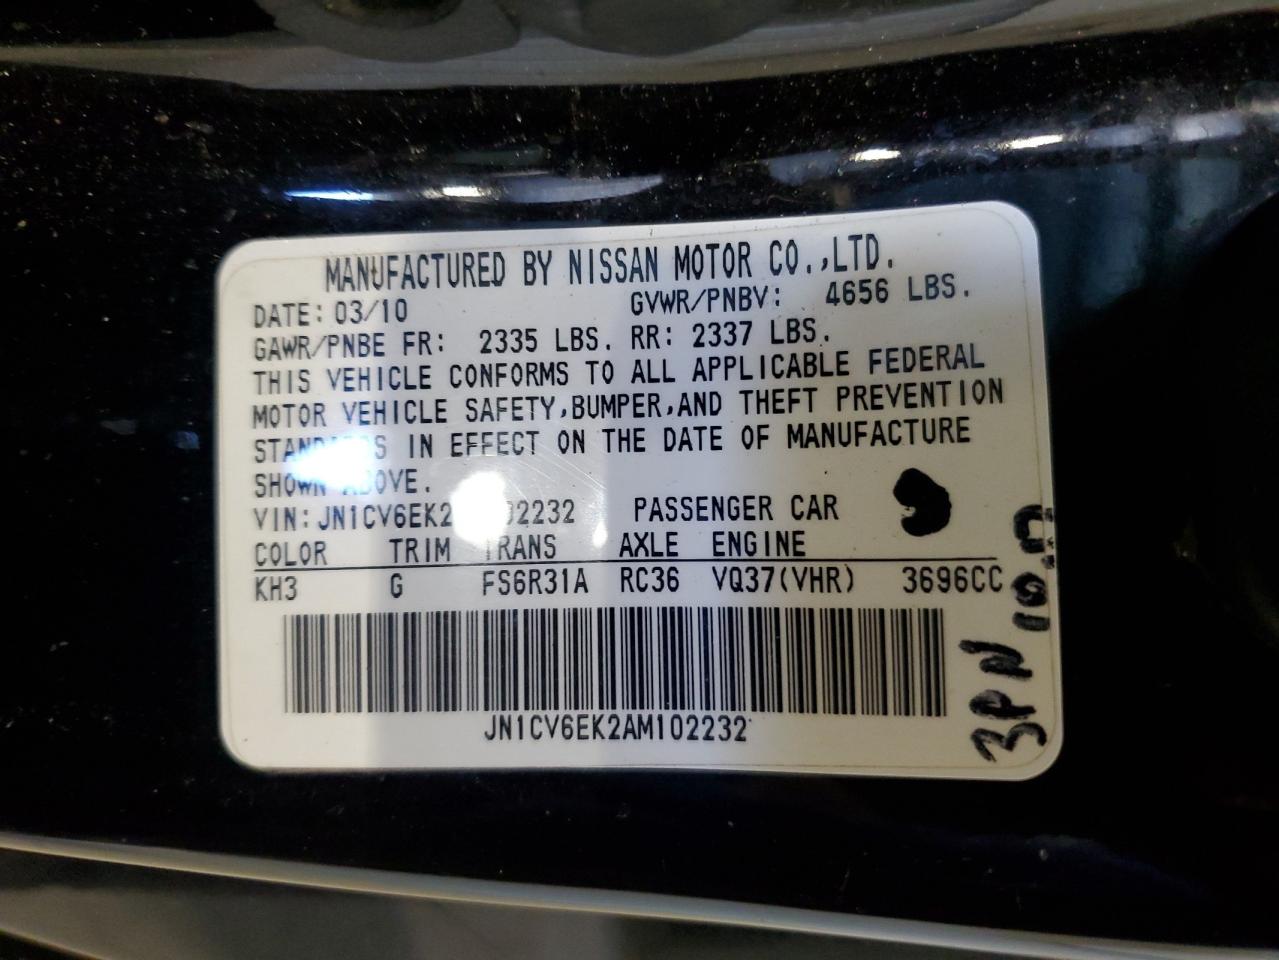 MANUFACTURED BY NISSAN MOTOR CO.,LTD.
DATE: 03/10 GVWR/PNBV: 4656 LBS.
GAWR/PNBE FR: 2335 LBS. RR: 2337 LBS.
THIS VEHICLE CONFORMS TO ALL APPLICABLE FEDERAL
MOTOR VEHICLE SAFETY,BUMPER,AND THEFT PREVENTION
STANDARDS IN EFFECT ON THE DATE OF MANUFACTURE
SHOWN ABOVE.
VIN: JN1CV6EK2 02232 PASSENGER CAR
COLOR TRIM TRANS AXLE ENGINE
KH3 G FS6R31A RC36 VQ37(VHR) 3696CC
JN1CV6EK2AM102232
3PN